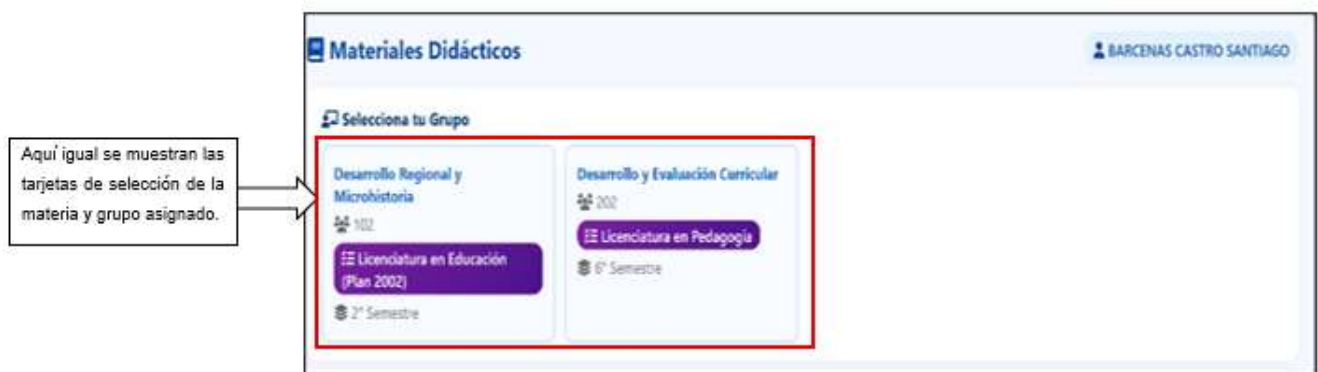 Materiales Didácticos
BARCENAS CASTRO SANTIAGO
Selecciona tu Grupo
Aquí igual se muestran las
tarjetas de selección de la
materia y grupo asignado.
Desarrollo Regional y
Microhistoria
102
Licenciatura en Educación
(Plan 2002)
2° Semestre
Desarrollo y Evaluación Curricular
202
Licenciatura en Pedagogía
6° Semestre